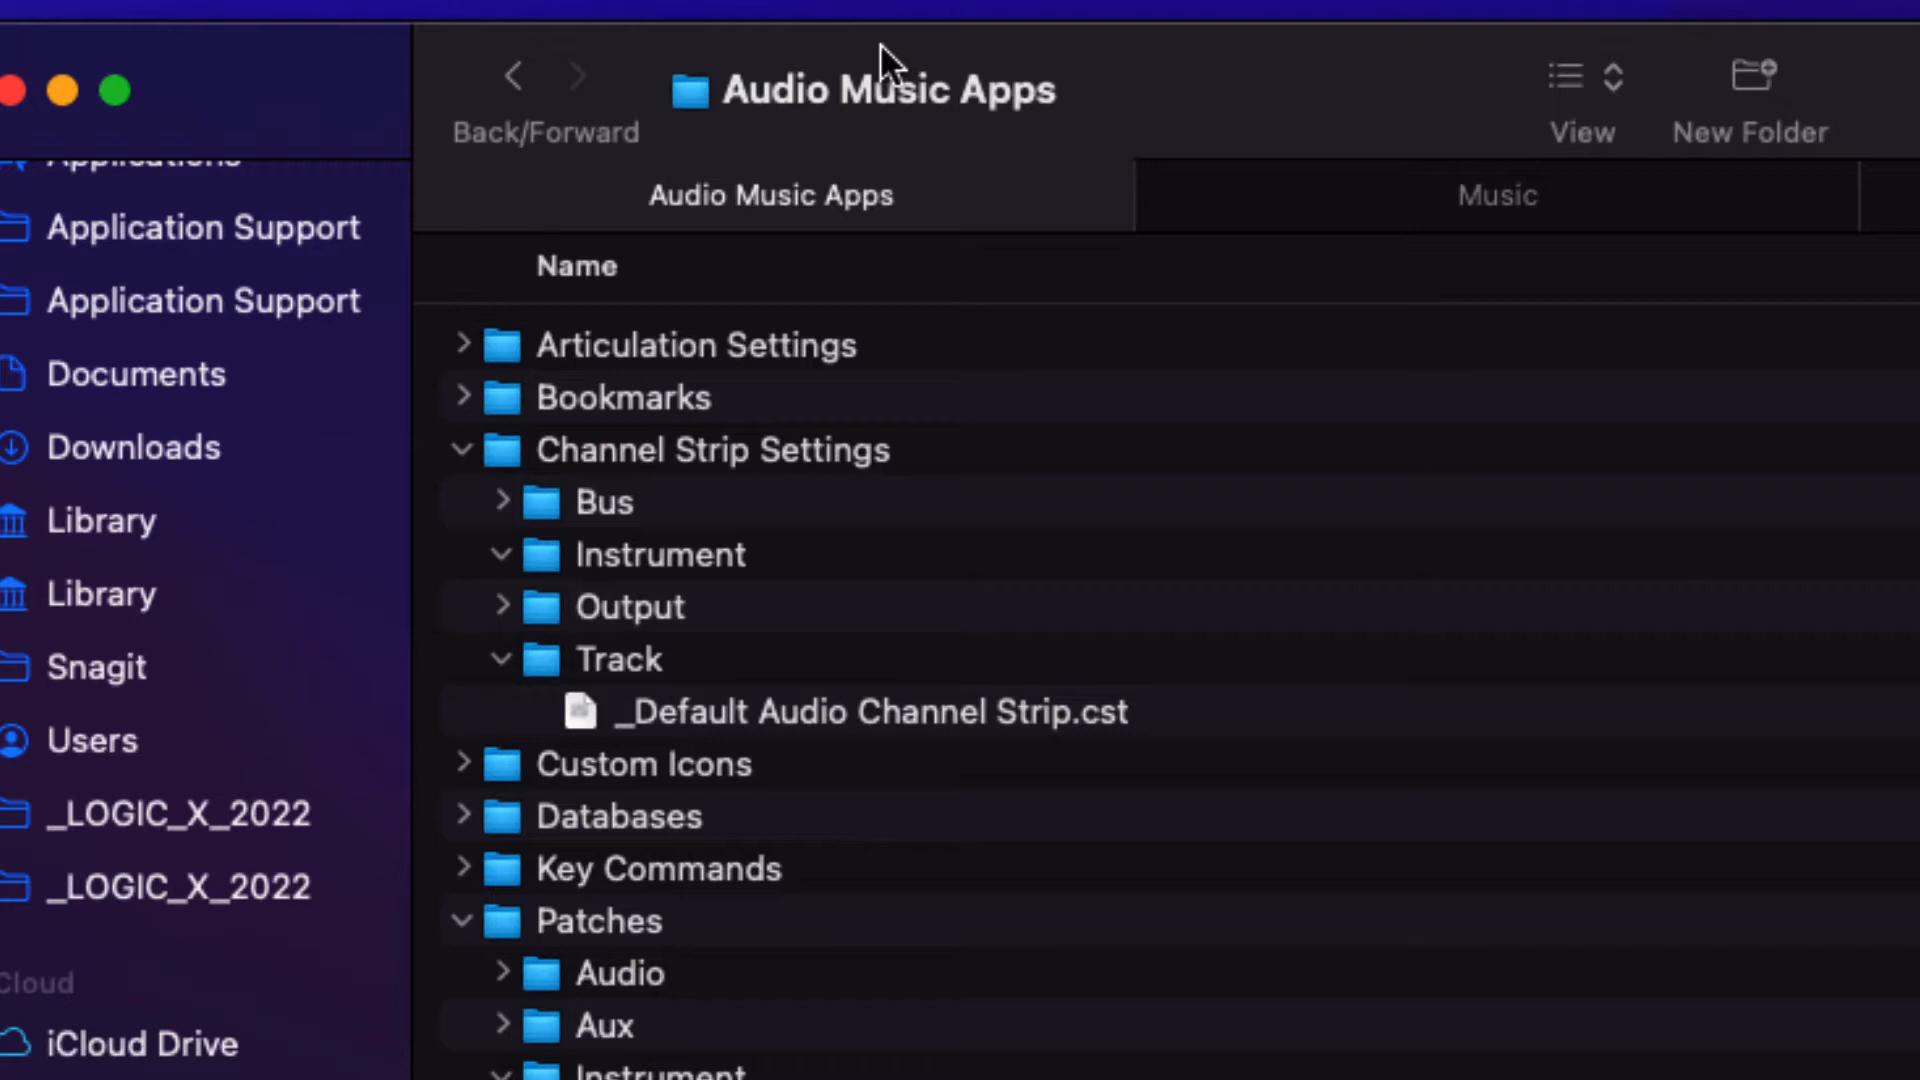 Audio Music Apps
Back/Forward
View
New Folder
Applications
Application Support
Application Support
Documents
Downloads
Library
Library
Snagit
Users
_LOGIC_X_2022
_LOGIC_X_2022
iCloud Drive
Audio Music Apps
Music
Name
Articulation Settings
Bookmarks
Channel Strip Settings
Bus
Instrument
Output
Track
_Default Audio Channel Strip.cst
Custom Icons
Databases
Key Commands
Patches
Audio
Aux
Instrument